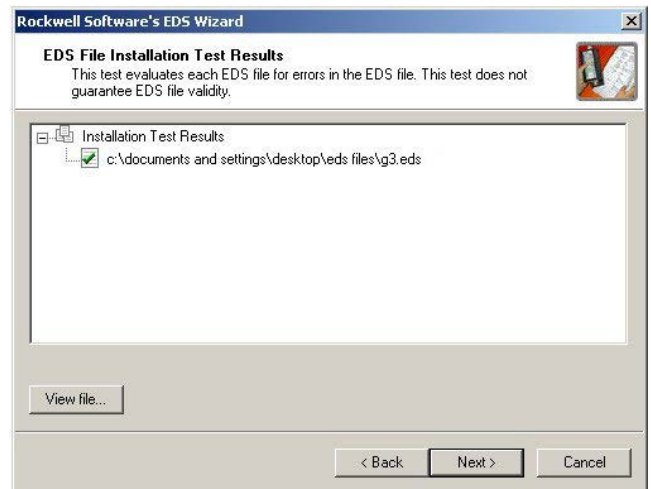 Rockwell Software's EDS Wizard
EDS File Installation Test Results
This test evaluates each EDS file for errors in the EDS file. This test does not
guarantee EDS file validity.
Installation Test Results
c:\documents and settings\desktop\eds files\g3.eds
View file...
< Back
Next >
Cancel